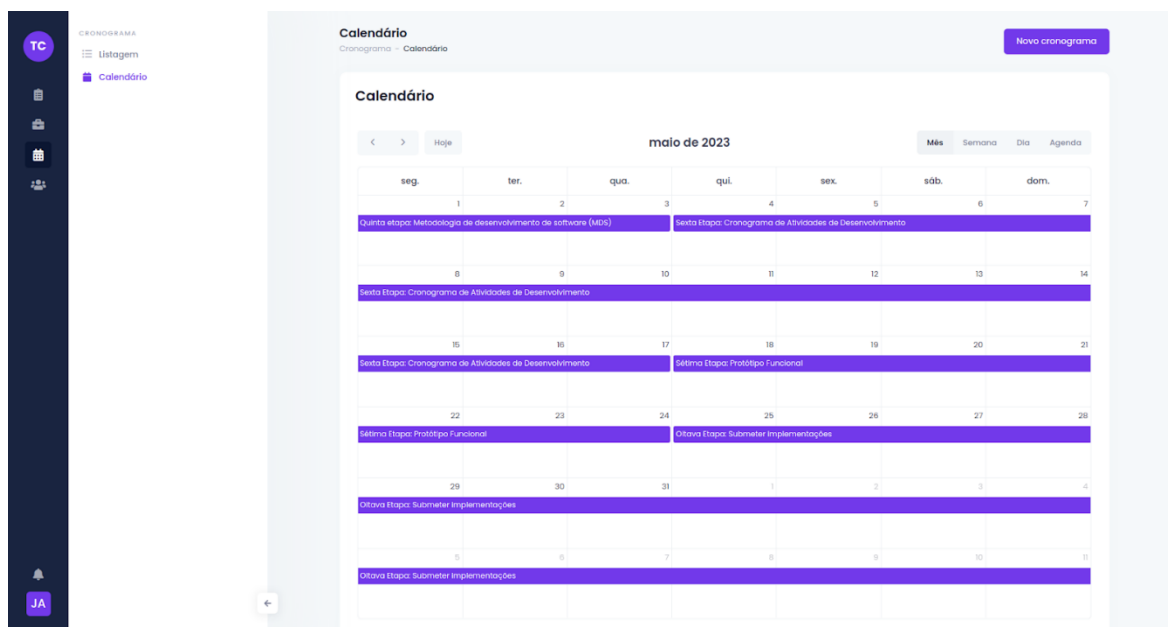 TC
CRONOGRAMA
Listagem
Calendário
JA
Calendário
Cronograma - Calendário
Novo cronograma
Calendário
Hoje
maio de 2023
Mês Semana Dia Agenda
seg. ter. qua. qui. sex. sáb. dom.
1 2 3 4 5 6 7
Quinta etapa: Metodologia de desenvolvimento de software (MDS) Sexta Etapa: Cronograma de Atividades de Desenvolvimento
8 9 10 11 12 13 14
Sexta Etapa: Cronograma de Atividades de Desenvolvimento
15 16 17 18 19 20 21
Sexta Etapa: Cronograma de Atividades de Desenvolvimento Sétima Etapa: Protótipo Funcional
22 23 24 25 26 27 28
Sétima Etapa: Protótipo Funcional Oitava Etapa: Submeter Implementações
29 30 31 1 2 3 4
Oitava Etapa: Submeter Implementações
5 6 7 8 9 10 11
Oitava Etapa: Submeter Implementações